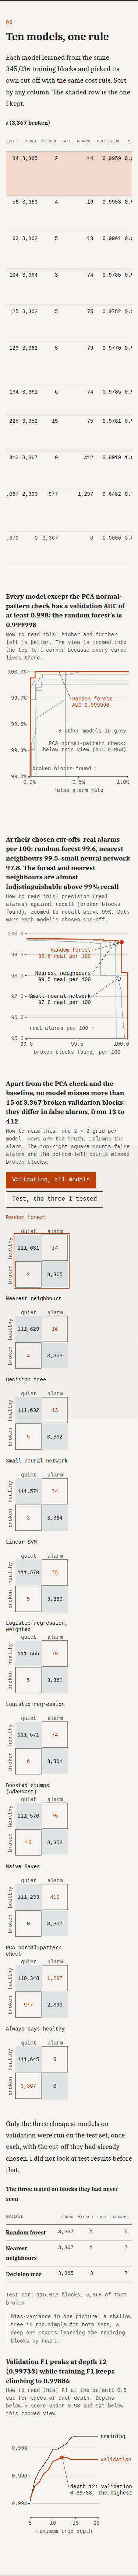 D5
Ten models, one rule
Each model learned from the same
345,036 training blocks and picked its
own cut-off with the same cost rule. Sort
by any column. The shaded row is the one
I kept.
s (3,367 broken)
FOUND MISSED FALSE ALARMS PRECISION
34 3,365 2 14 0.9959
56 3,363 4 16 0.9953
63 3,362 5 13 0.9961
104 3,364 3 74 0.9785
125 3,362 5 75 0.9782
129 3,362 5 79 0.9770
134 3,361 6 74 0.9785
225 3,352 15 75 0.9781
412 3,367 0 412 0.8910
,067 2,390 977 1,297 0.6482
,670 0 3,367 0 0.0000
Every model except the PCA normal-
pattern check has a validation AUC of
at least 0.998; the random forest's is
0.999998
How to read this: higher and further
left is better. The view is zoomed into
the top-left corner because every curve
lives there.
100.0%
99.7%
99.5%
99.3%
99.0%
Random forest
AUC 0.999998
8 other models in grey
PCA normal-pattern check:
below this view (AUC 0.950)
broken blocks found ↑
0.0% 0.5% 1.0%
false alarm rate
At their chosen cut-offs, real alarms
per 100: random forest 99.6, nearest
neighbours 99.5, small neural network
97.8. The forest and nearest
neighbours are almost
indistinguishable above 99% recall
How to read this: precision (real
alarms) against recall (broken blocks
found), zoomed to recall above 99%. Dots
mark each model's chosen cut-off.
100.0
99.0
98.0
97.0
96.0
95.0
Random forest
99.6 real per 100
Nearest neighbours
99.5 real per 100
Small neural network
97.8 real per 100
real alarms per 100 ↑
99.0 99.5 100.0
broken blocks found, per 100
Apart from the PCA check and the
baseline, no model misses more than
15 of 3,367 broken validation blocks;
they differ in false alarms, from 13 to
412
How to read this: one 2 × 2 grid per
model. Rows are the truth, columns the
alarm. The top-right square counts false
alarms and the bottom-left counts missed
broken blocks.
Validation, all models
Test, the three I tested
Random forest
quiet alarm
healthy 111,631 14
broken 2 3,365
Nearest neighbours
quiet alarm
healthy 111,629 16
broken 4 3,363
Decision tree
quiet alarm
healthy 111,632 13
broken 5 3,362
Small neural network
quiet alarm
healthy 111,571 74
broken 3 3,364
Linear SVM
quiet alarm
healthy 111,570 75
broken 5 3,362
Logistic regression,
weighted
quiet alarm
healthy 111,566 79
broken 5 3,362
Logistic regression
quiet alarm
healthy 111,571 74
broken 6 3,361
Boosted stumps
(AdaBoost)
quiet alarm
healthy 111,570 75
broken 15 3,352
Naive Bayes
quiet alarm
healthy 111,233 412
broken 0 3,367
PCA normal-pattern
check
quiet alarm
healthy 110,348 1,297
broken 977 2,390
Always says healthy
quiet alarm
healthy 111,645 0
broken 3,367 0
Only the three cheapest models on
validation were run on the test set, once
each, with the cut-off they had already
chosen. I did not look at test results before
that.
The three tested on blocks they had never
seen
MODEL FOUND MISSED FALSE ALARMS
Random forest 3,367 1 5
Nearest
neighbours 3,367 1 7
Decision tree 3,365 3 7
Test set: 115,013 blocks, 3,368 of them
broken.
Bias-variance in one picture: a shallow
tree is too simple for both sets, a
deep one starts learning the training
blocks by heart.
Validation F1 peaks at depth 12
(0.99733) while training F1 keeps
climbing to 0.99886
How to read this: F1 at the default 0.5
cut for trees of each depth. Depths
below 5 score under 0.98 and sit below
this zoomed view.
training
validation
0.998
0.996
0.994
depth 12: validation
0.99733, the highest
5 10 15 20
maximum tree depth